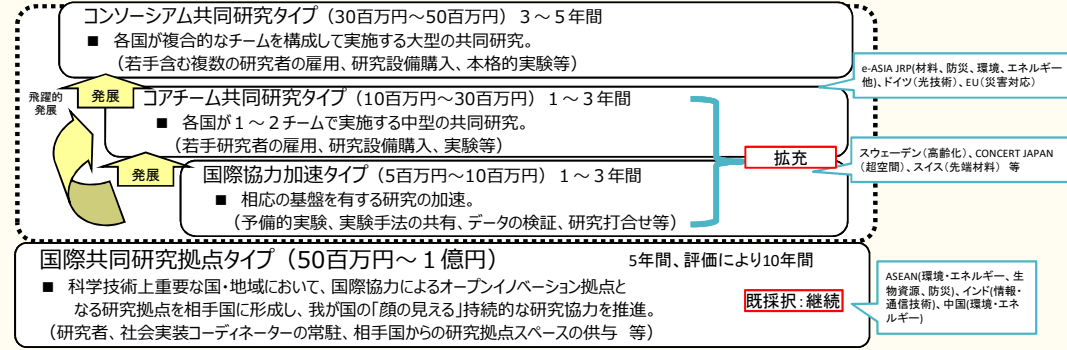 コンソーシアム共同研究タイプ（30百万円～50百万円）３～５年間
■ 各国が複合的なチームを構成して実施する大型の共同研究。
（若手含む複数の研究者の雇用、研究設備購入、本格的実験等）
e-ASIA JRP(材料、防災、環境、エネルギー
他)、ドイツ（光技術）、EU（災害対応）
飛躍的
発展
発展
コアチーム共同研究タイプ（10百万円～30百万円）１～３年間
■ 各国が１～２チームで実施する中型の共同研究。
（若手研究者の雇用、研究設備購入、実験等）
拡充
スウェーデン（高齢化）、CONCERT JAPAN
（超空間）、スイス（先端材料） 等
発展
国際協力加速タイプ（5百万円～10百万円）１～３年間
■ 相応の基盤を有する研究の加速。
（予備的実験、実験手法の共有、データの検証、研究打合せ等）
国際共同研究拠点タイプ（50百万円～１億円） 5年間、評価により10年間
■ 科学技術上重要な国・地域において、国際協力によるオープンイノベーション拠点と
なる研究拠点を相手国に形成し、我が国の「顔の見える」持続的な研究協力を推進。
（研究者、社会実装コーディネーターの常駐、相手国からの研究拠点スペースの供与 等）
既採択：継続
ASEAN(環境・エネルギー、生
物資源、防災)、インド(情報・
通信技術)、中国(環境・エネ
ルギー)